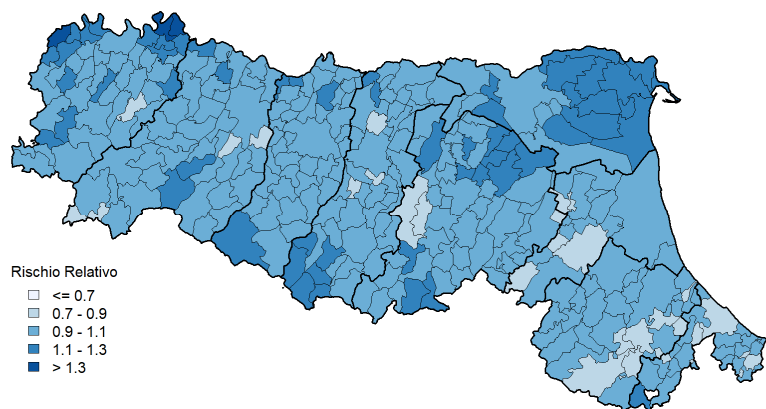 Rischio Relativo
<= 0.7
0.7 - 0.9
0.9 - 1.1
1.1 - 1.3
> 1.3